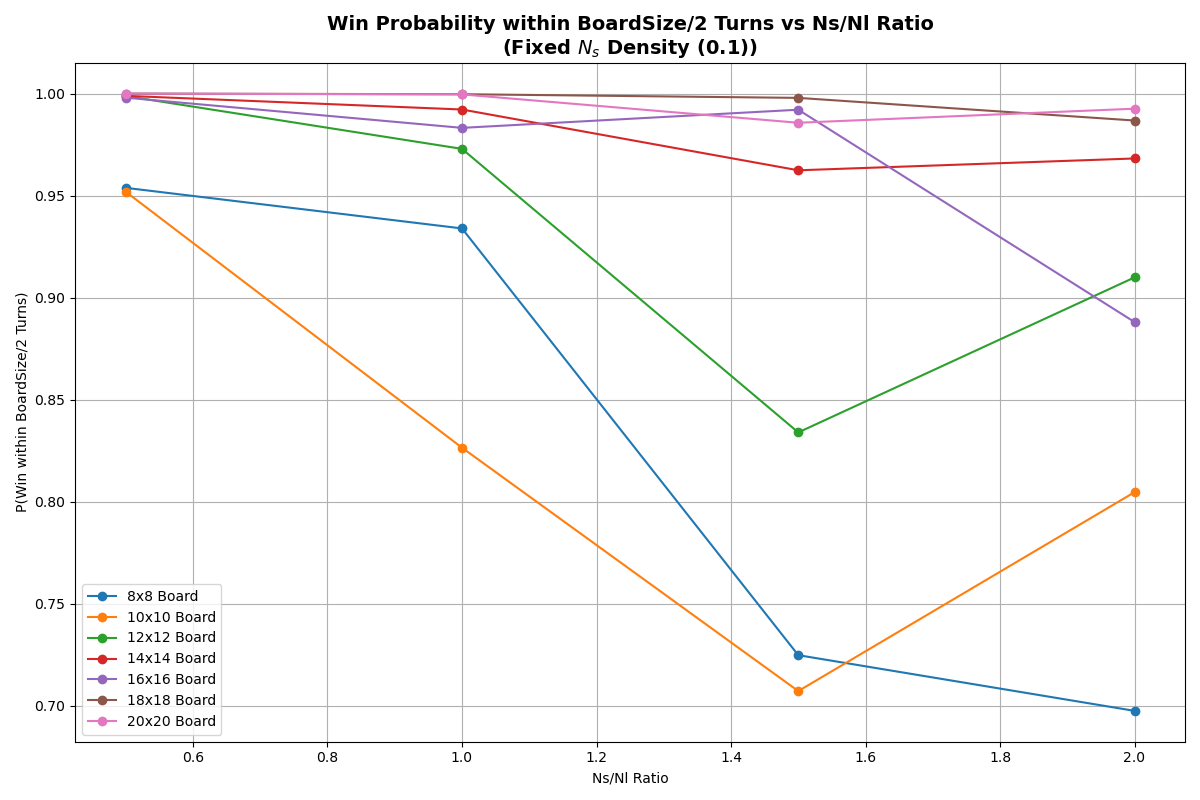 Win Probability within BoardSize/2 Turns vs Ns/Nl Ratio
(Fixed $N_s$ Density (0.1))
P(Win within BoardSize/2 Turns)
1.00
0.95
0.90
0.85
0.80
0.75
0.70
8x8 Board
10x10 Board
12x12 Board
14x14 Board
16x16 Board
18x18 Board
20x20 Board
0.6 0.8 1.0 1.2 1.4 1.6 1.8 2.0
Ns/Nl Ratio